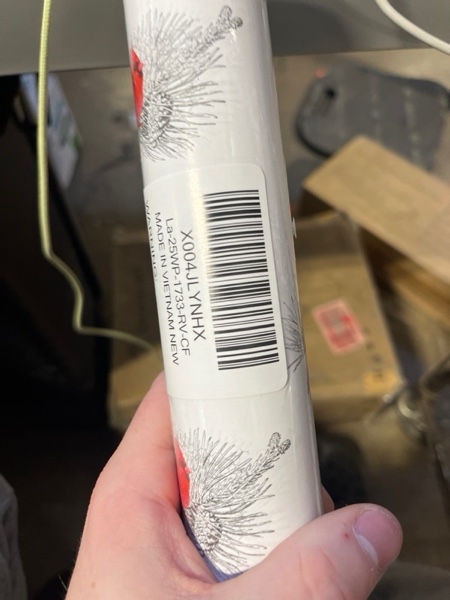 X004JLYNHX
La-25WP-1733-RV-CF
MADE IN VIETNAM NEW